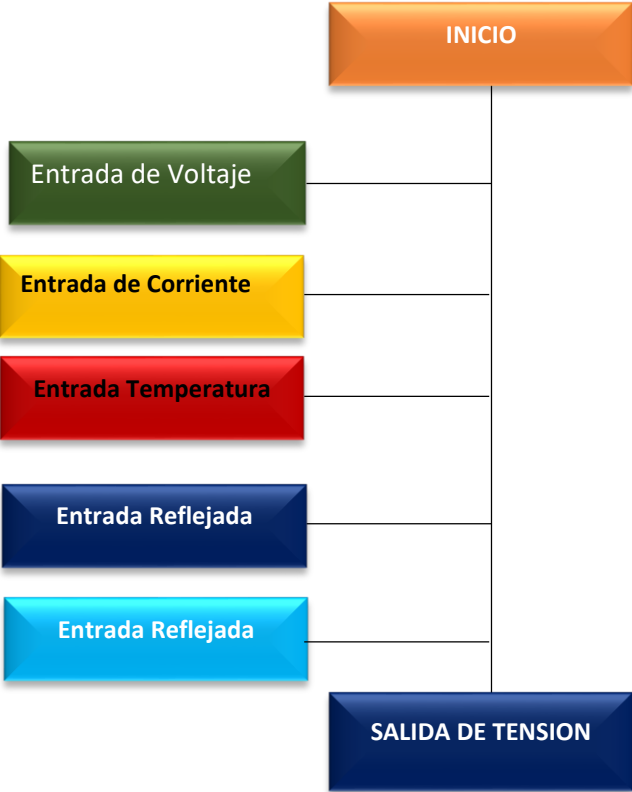 INICIO
Entrada de Voltaje
Entrada de Corriente
Entrada Temperatura
Entrada Reflejada
Entrada Reflejada
SALIDA DE TENSION